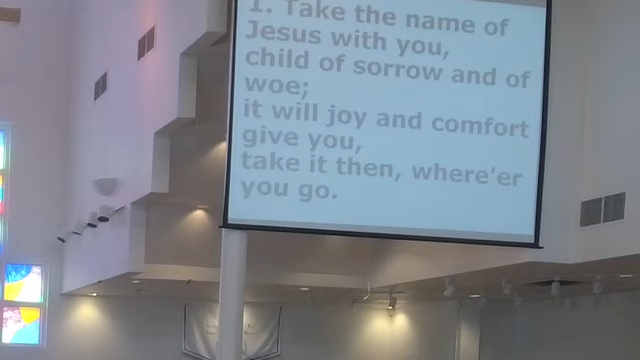 1. Take the name of
Jesus with you,
child of sorrow and of
woe;
it will joy and comfort
give you,
take it then, where'er
you go.